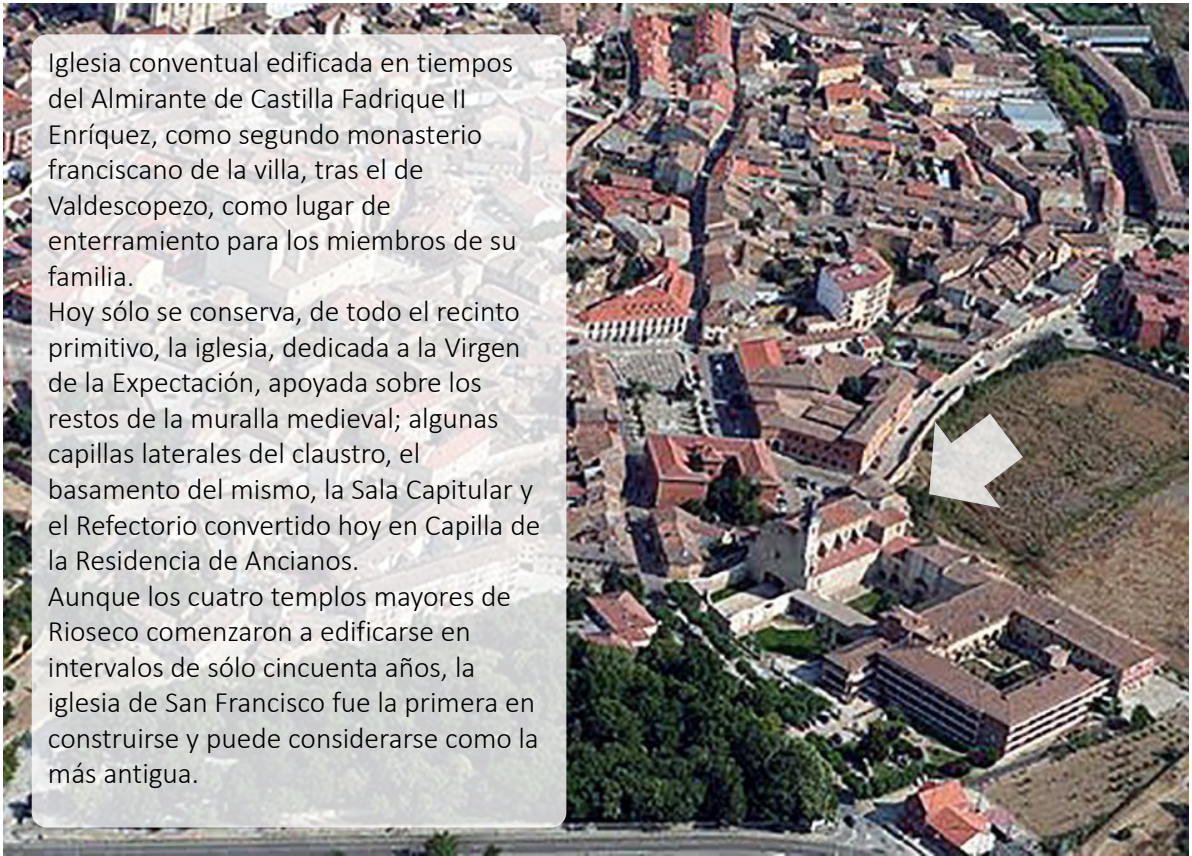 Iglesia conventual edificada en tiempos
del Almirante de Castilla Fadrique II
Enríquez, como segundo monasterio
franciscano de la villa, tras el de
Valdescopezo, como lugar de
enterramiento para los miembros de su
familia.
Hoy sólo se conserva, de todo el recinto
primitivo, la iglesia, dedicada a la Virgen
de la Expectación, apoyada sobre los
restos de la muralla medieval; algunas
capillas laterales del claustro, el
basamento del mismo, la Sala Capitular y
el Refectorio convertido hoy en Capilla de
la Residencia de Ancianos.
Aunque los cuatro templos mayores de
Rioseco comenzaron a edificarse en
intervalos de sólo cincuenta años, la
iglesia de San Francisco fue la primera en
construirse y puede considerarse como la
más antigua.